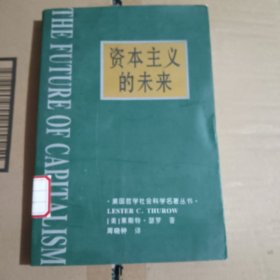 THE FUTURE OF CAPITALISM
资本主义
的未来
·美国哲学社会科学名著丛书·
LESTER C. THUROW
[美]莱斯特·瑟罗 著
周晓钟 译